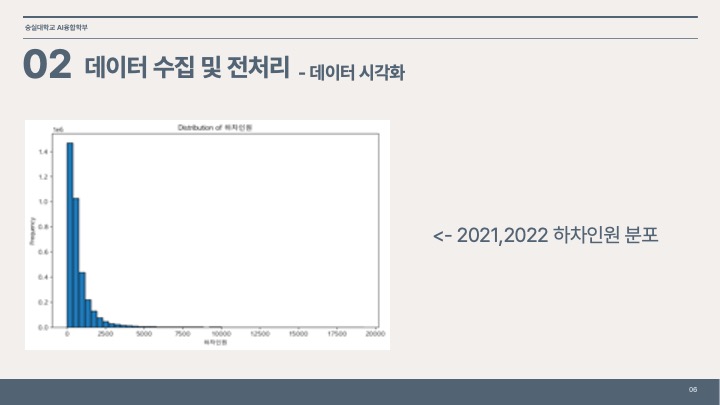 숭실대학교 AI융합학부
02 데이터 수집 및 전처리 - 데이터 시각화
1e6
Distribution of 하차인원
1.4
1.2
1.0
0.8
0.6
0.4
0.2
0.0
Frequency
0 2500 5000 7500 10000 12500 15000 17500 20000
하차인원
<- 2021,2022 하차인원 분포
06